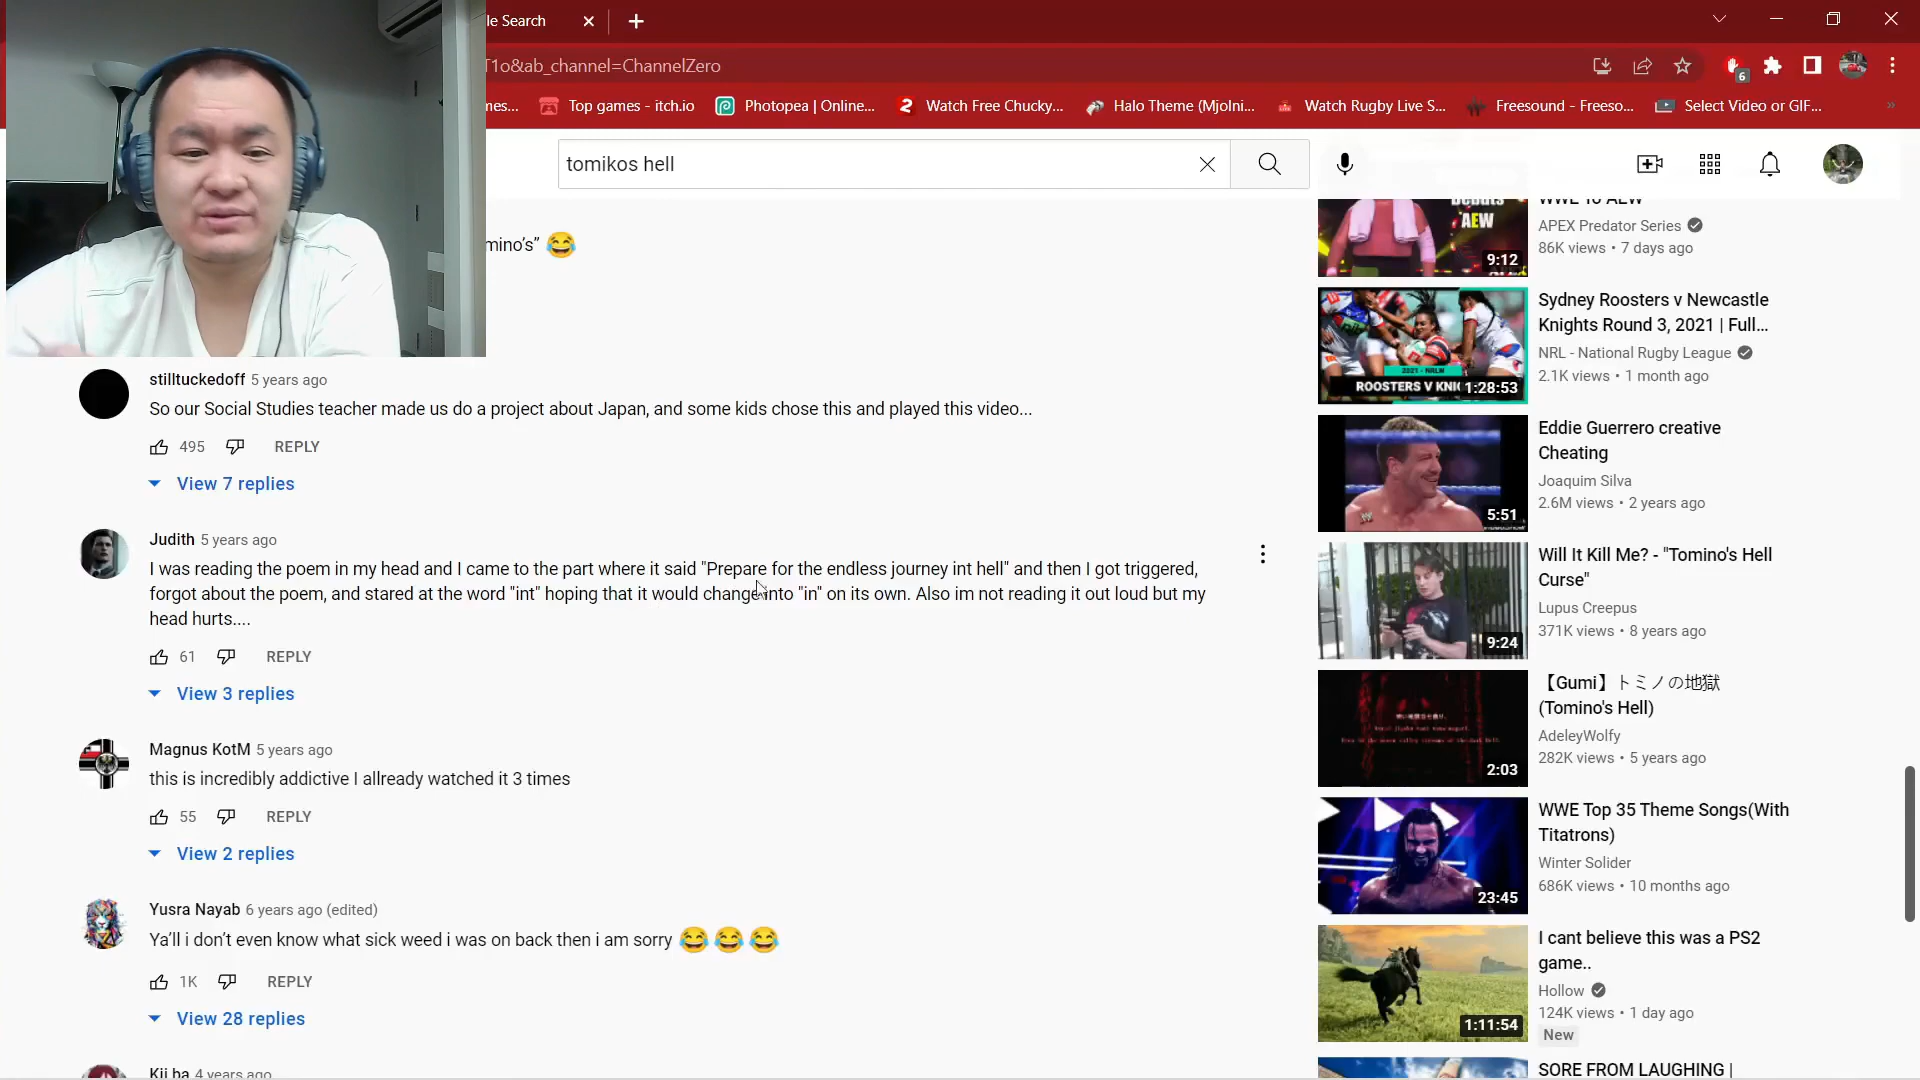 le Search
T1o&ab_channel=ChannelZero
6
mes...
Top games - itch.io
Photopea | Online...
Watch Free Chucky,...
Halo Theme (Mjolni...
Watch Rugby Live S...
Freesound - Freeso...
Select Video or GIF...
»
tomikos hell
mino's" 😂
stilltuckedoff 5 years ago
So our Social Studies teacher made us do a project about Japan, and some kids chose this and played this video...
495 REPLY
View 7 replies
Judith 5 years ago
I was reading the poem in my head and I came to the part where it said "Prepare for the endless journey int hell" and then I got triggered,
forgot about the poem, and stared at the word "int" hoping that it would change into "in" on its own. Also im not reading it out loud but my
head hurts....
61 REPLY
View 3 replies
Magnus KotM 5 years ago
this is incredibly addictive I allready watched it 3 times
55 REPLY
View 2 replies
Yusra Nayab 6 years ago (edited)
Ya'll i don't even know what sick weed i was on back then i am sorry 😂 😂 😂
1K REPLY
View 28 replies
Kii ba 4 years ago
Debuts
AEW
9:12
WWE to AEW
APEX Predator Series
86K views • 7 days ago
2021 - NRLW
ROOSTERS V KNI
1:28:53
Sydney Roosters v Newcastle
Knights Round 3, 2021 | Full...
NRL - National Rugby League
2.1K views • 1 month ago
5:51
Eddie Guerrero creative
Cheating
Joaquim Silva
2.6M views • 2 years ago
9:24
Will It Kill Me? - "Tomino's Hell
Curse"
Lupus Creepus
371K views • 8 years ago
2:03
【Gumi】トミノの地獄
(Tomino's Hell)
AdeleyWolfy
282K views • 5 years ago
23:45
WWE Top 35 Theme Songs(With
Titatrons)
Winter Solider
686K views • 10 months ago
1:11:54
I cant believe this was a PS2
game..
Hollow
124K views • 1 day ago
New
SORE FROM LAUGHING |